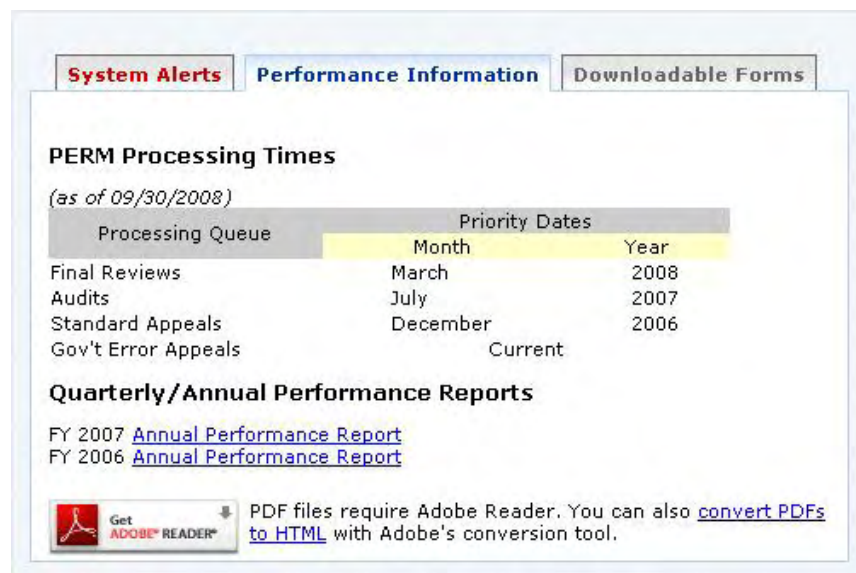 System Alerts Performance Information Downloadable Forms
PERM Processing Times
(as of 09/30/2008)
Processing Queue Priority Dates
Month Year
Final Reviews March 2008
Audits July 2007
Standard Appeals December 2006
Gov't Error Appeals Current
Quarterly/Annual Performance Reports
FY 2007 Annual Performance Report
FY 2006 Annual Performance Report
Get
ADOBE® READER®
PDF files require Adobe Reader. You can also convert PDFs
to HTML with Adobe's conversion tool.